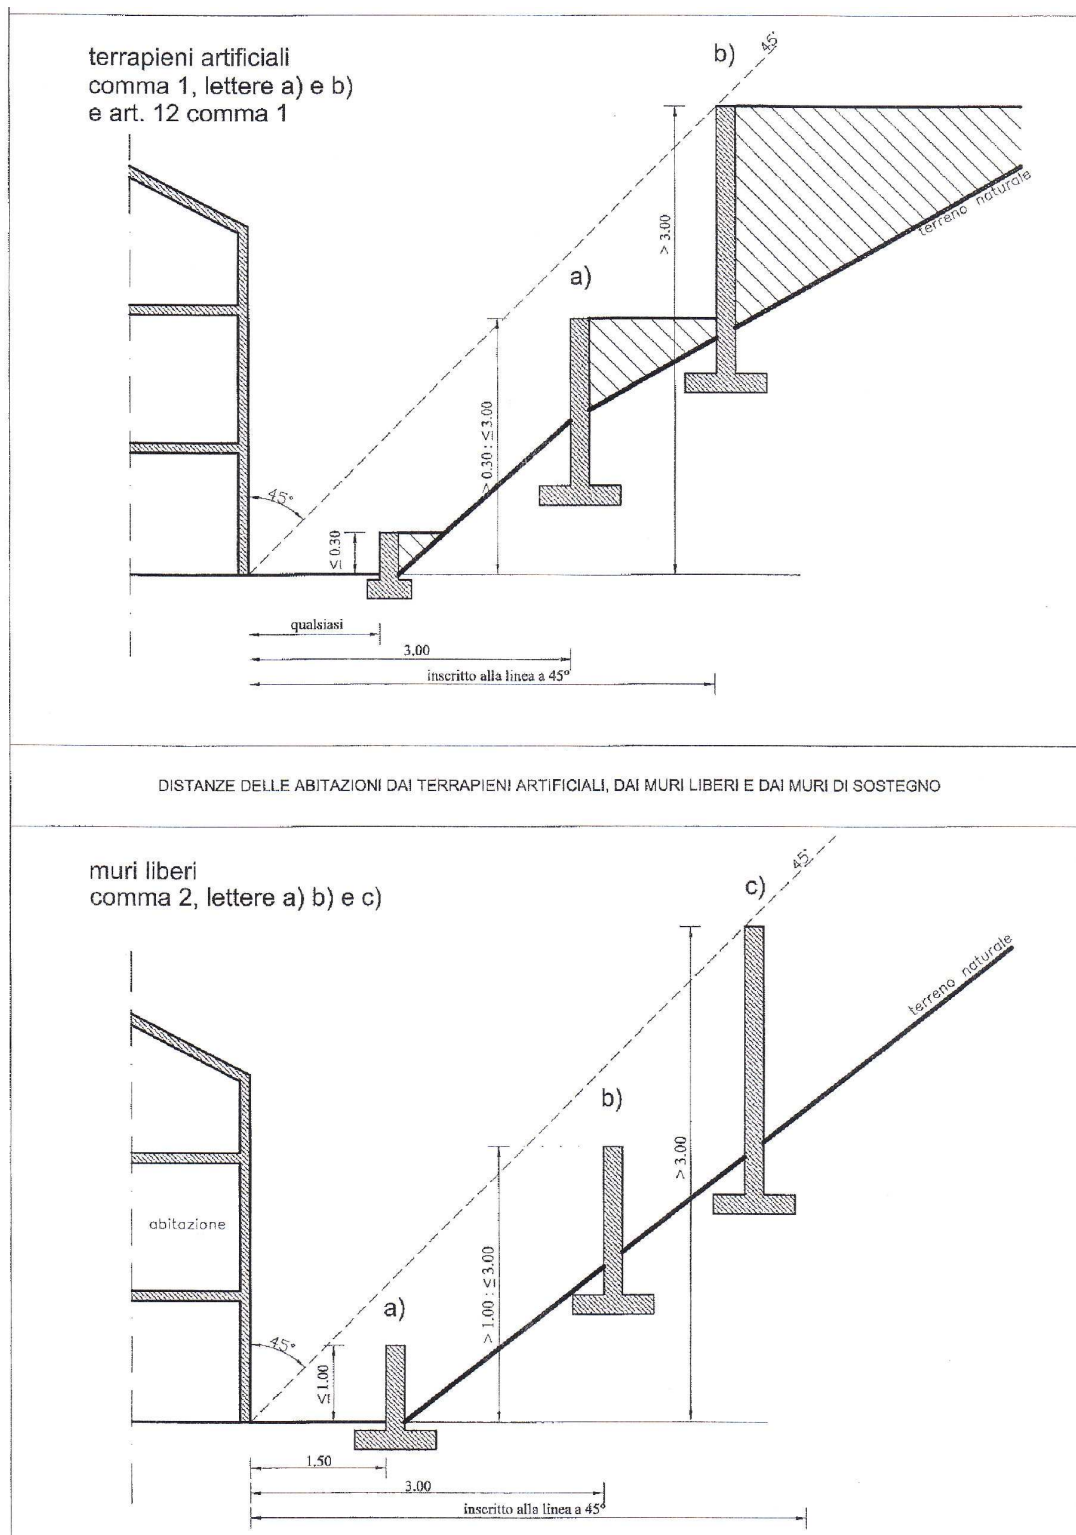 terrapieni artificiali
comma 1, lettere a) e b)
e art. 12 comma 1
b)
45°
> 3.00
terreno naturale
a)
> 0.30 : ≤ 3.00
45°
≤ 0.30
qualsiasi
3,00
inscritto alla linea a 45°
DISTANZE DELLE ABITAZIONI DAI TERRAPIENI ARTIFICIALI, DAI MURI LIBERI E DAI MURI DI SOSTEGNO
muri liberi
comma 2, lettere a) b) e c)
45°
c)
terreno naturale
b)
> 3.00
abitazione
> 1.00 : ≤ 3.00
a)
45°
≤ 1.00
1,50
3.00
inscritto alla linea a 45°